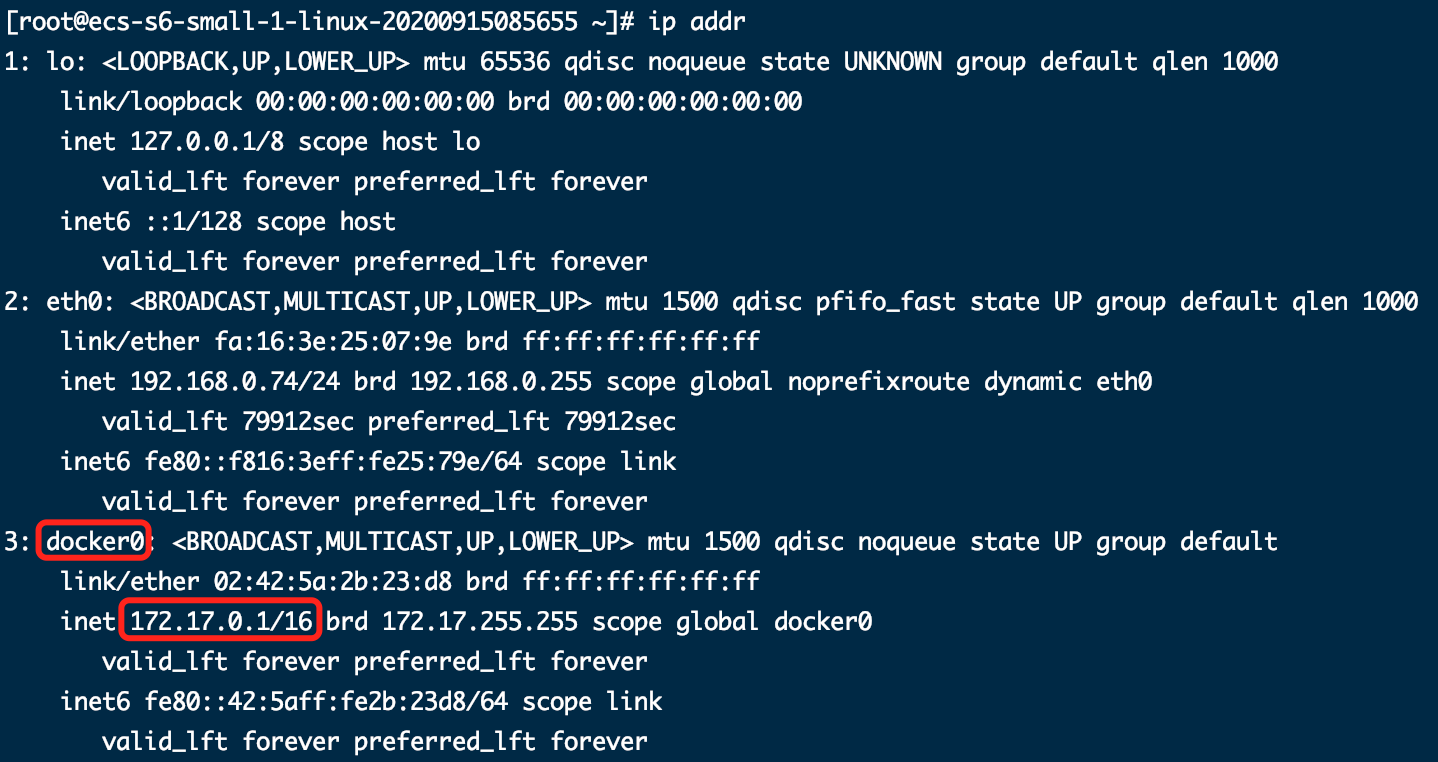 [root@ecs-s6-small-1-linux-20200915085655 ~]# ip addr
1: lo: <LOOPBACK,UP,LOWER_UP> mtu 65536 qdisc noqueue state UNKNOWN group default qlen 1000
    link/loopback 00:00:00:00:00:00 brd 00:00:00:00:00:00
    inet 127.0.0.1/8 scope host lo
       valid_lft forever preferred_lft forever
    inet6 ::1/128 scope host
       valid_lft forever preferred_lft forever
2: eth0: <BROADCAST,MULTICAST,UP,LOWER_UP> mtu 1500 qdisc pfifo_fast state UP group default qlen 1000
    link/ether fa:16:3e:25:07:9e brd ff:ff:ff:ff:ff:ff
    inet 192.168.0.74/24 brd 192.168.0.255 scope global noprefixroute dynamic eth0
       valid_lft 79912sec preferred_lft 79912sec
    inet6 fe80::f816:3eff:fe25:79e/64 scope link
       valid_lft forever preferred_lft forever
3: docker0: <BROADCAST,MULTICAST,UP,LOWER_UP> mtu 1500 qdisc noqueue state UP group default
    link/ether 02:42:5a:2b:23:d8 brd ff:ff:ff:ff:ff:ff
    inet 172.17.0.1/16 brd 172.17.255.255 scope global docker0
       valid_lft forever preferred_lft forever
    inet6 fe80::42:5aff:fe2b:23d8/64 scope link
       valid_lft forever preferred_lft forever